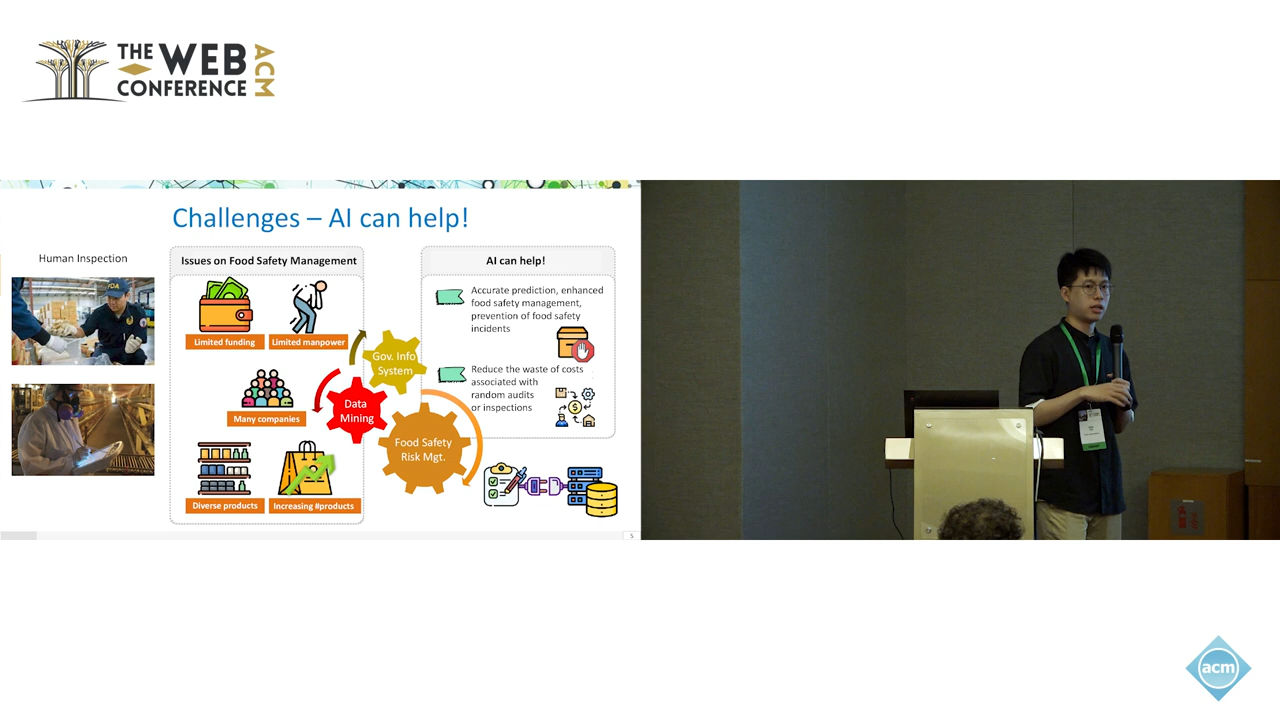 THE WEB
CONFERENCE
ACM
Challenges – AI can help!
Human Inspection
FDA
Issues on Food Safety Management
Limited funding
Limited manpower
Many companies
Diverse products
Increasing #products
Gov. Info
System
Data
Mining
Food Safety
Risk Mgt.
AI can help!
Accurate prediction, enhanced
food safety management,
prevention of food safety
incidents
Reduce the waste of costs
associated with
random audits
or inspections
5
acm